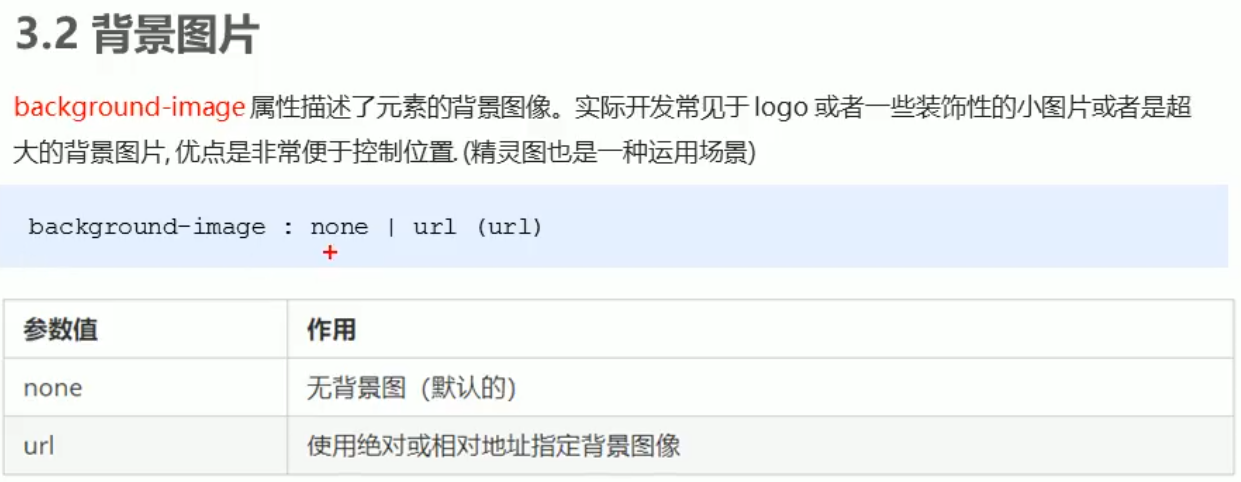 3.2 背景图片
background-image 属性描述了元素的背景图像。实际开发常见于 logo 或者一些装饰性的小图片或者是超
大的背景图片, 优点是非常便于控制位置. (精灵图也是一种运用场景)
background-image : none | url (url)
参数值 作用
none 无背景图（默认的）
url 使用绝对或相对地址指定背景图像